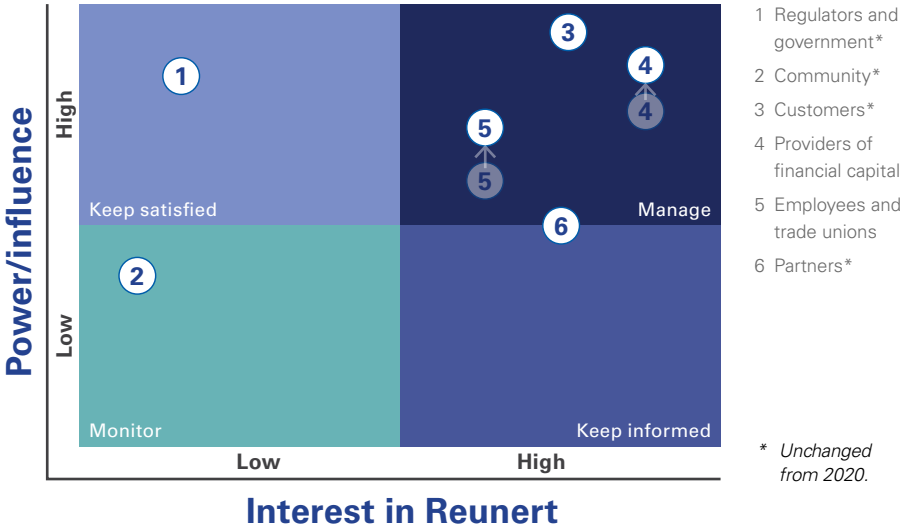 Power/influence
High
Low
1
3
4
4
5
5
Keep satisfied
Manage
6
2
Monitor
Keep informed
Low
High
Interest in Reunert
1 Regulators and
government*
2 Community*
3 Customers*
4 Providers of
financial capital
5 Employees and
trade unions
6 Partners*
* Unchanged
from 2020.